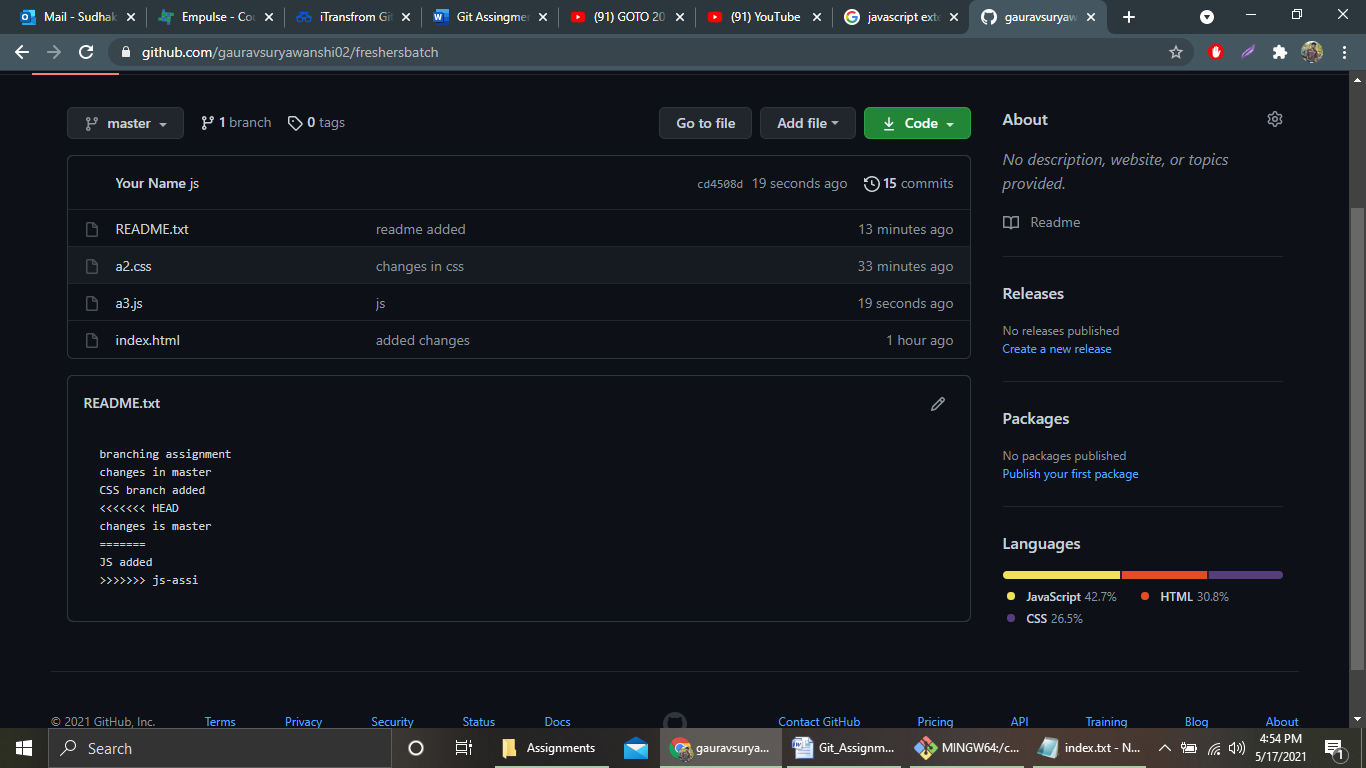 Mail - Sudhak
Empulse - Cou
iTransfrom Git
Git Assingmen
(91) GOTO 20
(91) YouTube
javascript exte
gauravsuryaw
github.com/gauravsuryawanshi02/freshersbatch
master
1 branch
0 tags
Go to file
Add file
Code
Your Name js
cd4508d 19 seconds ago
15 commits
README.txt readme added 13 minutes ago
a2.css changes in css 33 minutes ago
a3.js js 19 seconds ago
index.html added changes 1 hour ago
README.txt
branching assignment
changes in master
CSS branch added
<<<<<<< HEAD
changes is master
=======
JS added
>>>>>>> js-assi
About
No description, website, or topics
provided.
Readme
Releases
No releases published
Create a new release
Packages
No packages published
Publish your first package
Languages
JavaScript 42.7% HTML 30.8%
CSS 26.5%
© 2021 GitHub, Inc. Terms Privacy Security Status Docs Contact GitHub Pricing API Training Blog About
Search
Assignments
gauravsurya...
Git_Assignm...
MINGW64:/c...
index.txt - N...
4:54 PM
5/17/2021
1